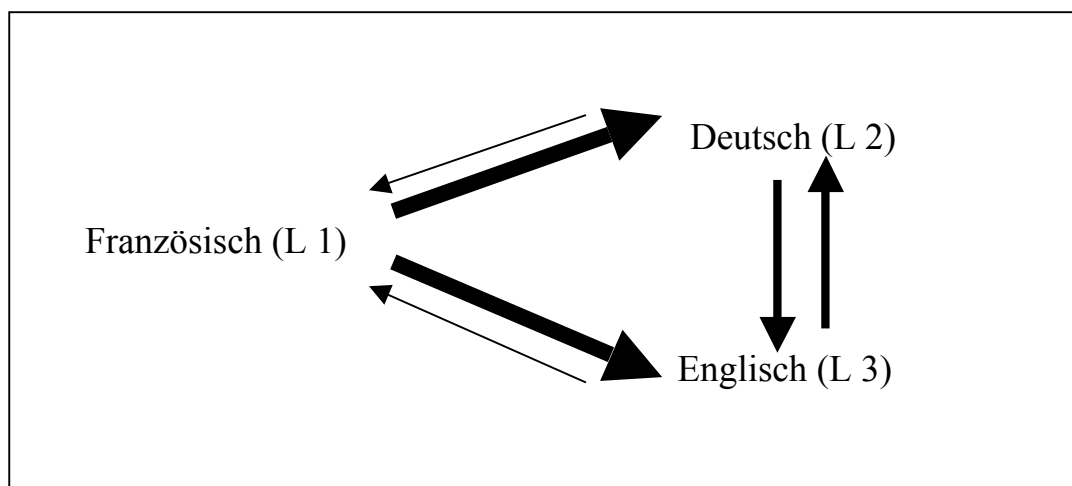 Deutsch (L 2)
Französisch (L 1)
Englisch (L 3)